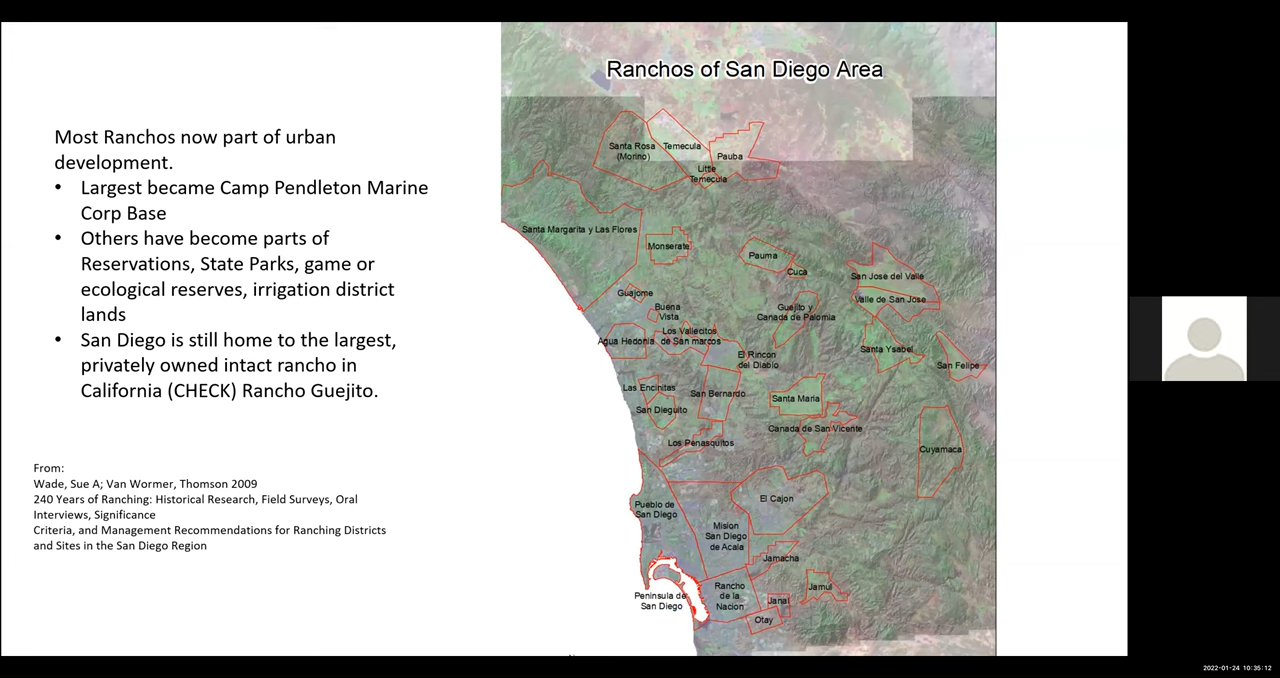 Ranchos of San Diego Area
Most Ranchos now part of urban
development.
• Largest became Camp Pendleton Marine
Corp Base
• Others have become parts of
Reservations, State Parks, game or
ecological reserves, irrigation district
lands
• San Diego is still home to the largest,
privately owned intact rancho in
California (CHECK) Rancho Guejito.
From:
Wade, Sue A; Van Wormer, Thomson 2009
240 Years of Ranching: Historical Research, Field Surveys, Oral
Interviews, Significance
Criteria, and Management Recommendations for Ranching Districts
and Sites in the San Diego Region
Santa Rosa
(Morino)
Temecula
Pauba
Little
Temecula
Santa Margarita y Las Flores
Monserate
Pauma
Cuca
San Jose del Valle
Valle de San Jose
Guajome
Buena
Vista
Guejito y
Canada de Palomia
Agua Hedionda
Los Vallecitos
de San marcos
El Rincon
del Diablo
Santa Ysabel
San Felipe
Las Encinitas
San Bernardo
Santa Maria
San Dieguito
Canada de San Vicente
Los Penasquitos
Cuyamaca
El Cajon
Pueblo de
San Diego
Mision
San Diego
de Acala
Jamacha
Peninsula de
San Diego
Rancho
de la
Nacion
Janal
Jamul
Otay
2022-01-24 10:35:12